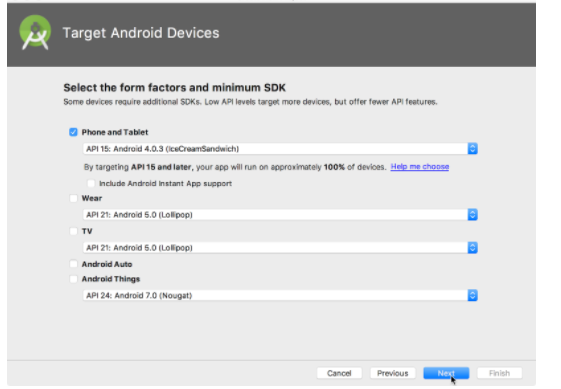 Target Android Devices
Select the form factors and minimum SDK
Some devices require additional SDKs. Low API levels target more devices, but offer fewer API features.
Phone and Tablet
API 15: Android 4.0.3 (IceCreamSandwich)
By targeting API 15 and later, your app will run on approximately 100% of devices. Help me choose
Include Android Instant App support
Wear
API 21: Android 5.0 (Lollipop)
TV
API 21: Android 5.0 (Lollipop)
Android Auto
Android Things
API 24: Android 7.0 (Nougat)
Cancel Previous Next Finish